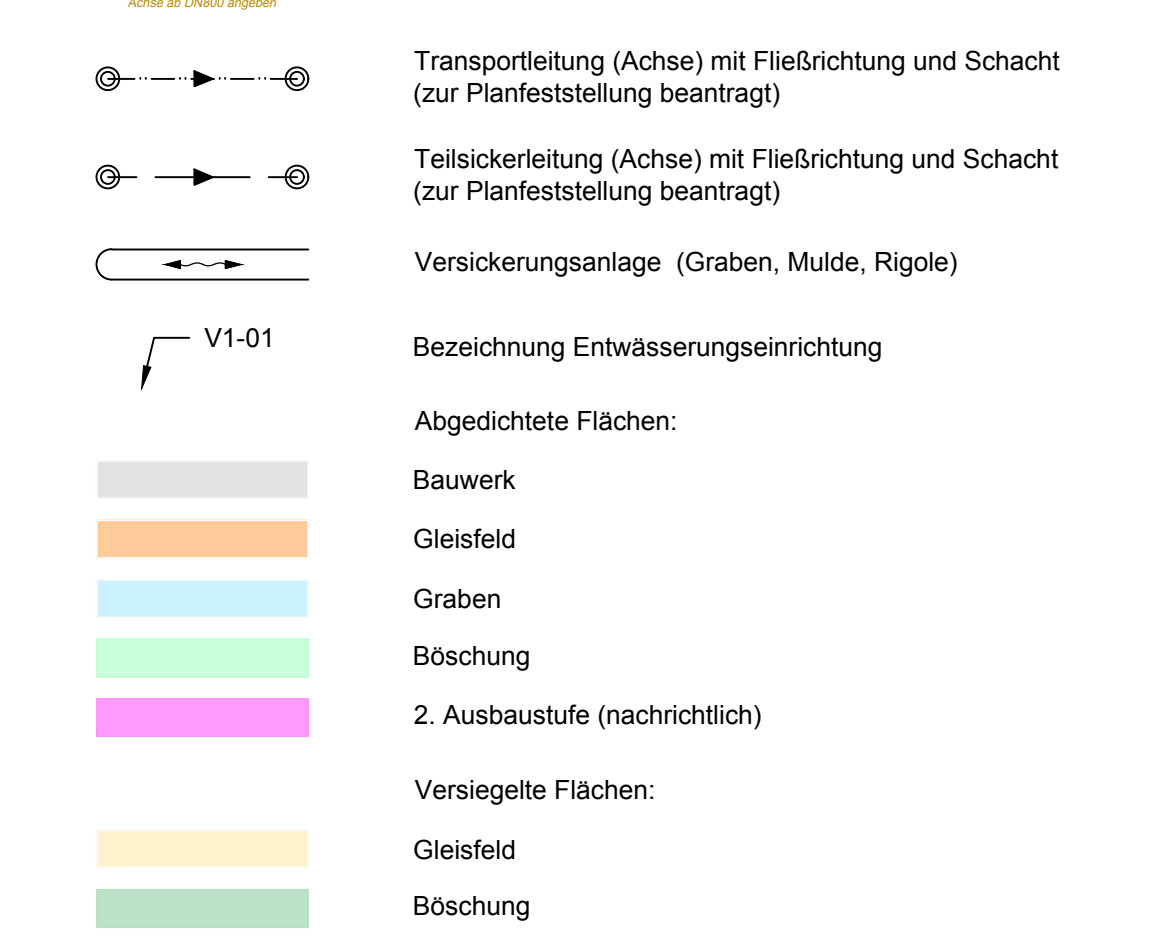 Achse ab DN800 angeben
Transportleitung (Achse) mit Fließrichtung und Schacht
(zur Planfeststellung beantragt)
Teilsickerleitung (Achse) mit Fließrichtung und Schacht
(zur Planfeststellung beantragt)
Versickerungsanlage (Graben, Mulde, Rigole)
V1-01
Bezeichnung Entwässerungseinrichtung
Abgedichtete Flächen:
Bauwerk
Gleisfeld
Graben
Böschung
2. Ausbaustufe (nachrichtlich)
Versiegelte Flächen:
Gleisfeld
Böschung